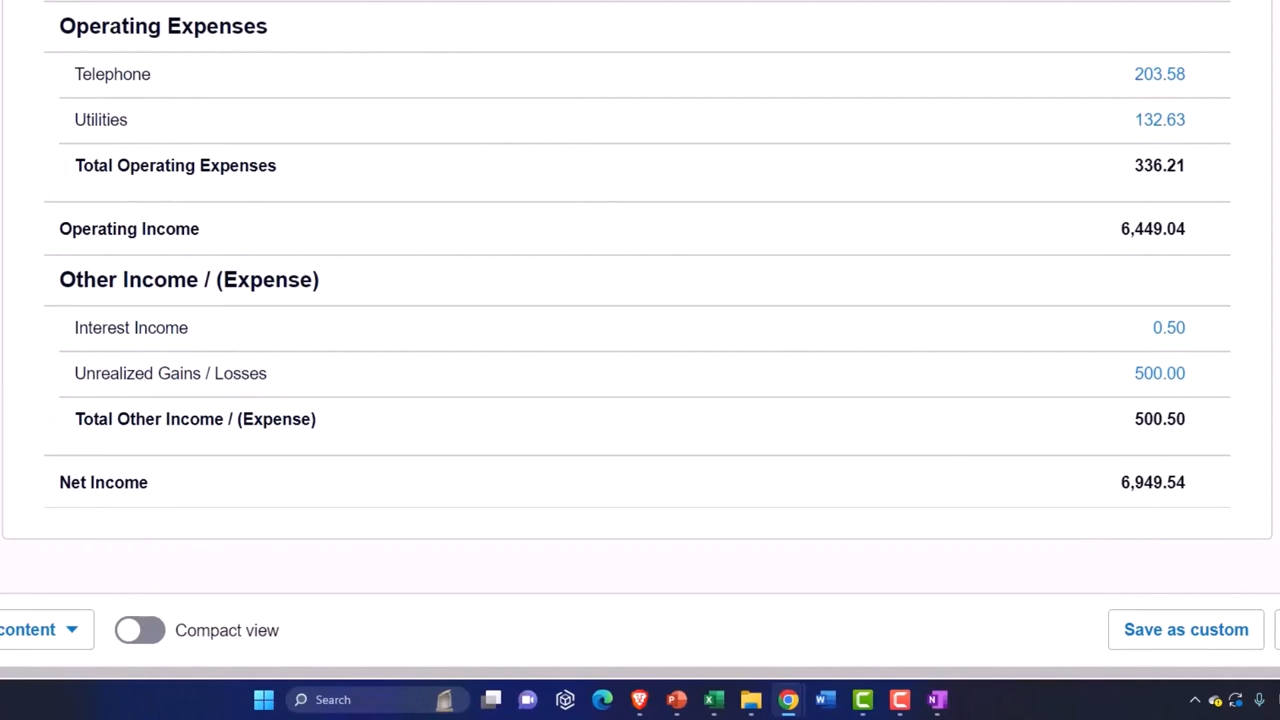 Operating Expenses
Telephone 203.58
Utilities 132.63
Total Operating Expenses 336.21
Operating Income 6,449.04
Other Income / (Expense)
Interest Income 0.50
Unrealized Gains / Losses 500.00
Total Other Income / (Expense) 500.50
Net Income 6,949.54
content Compact view Save as custom
Search